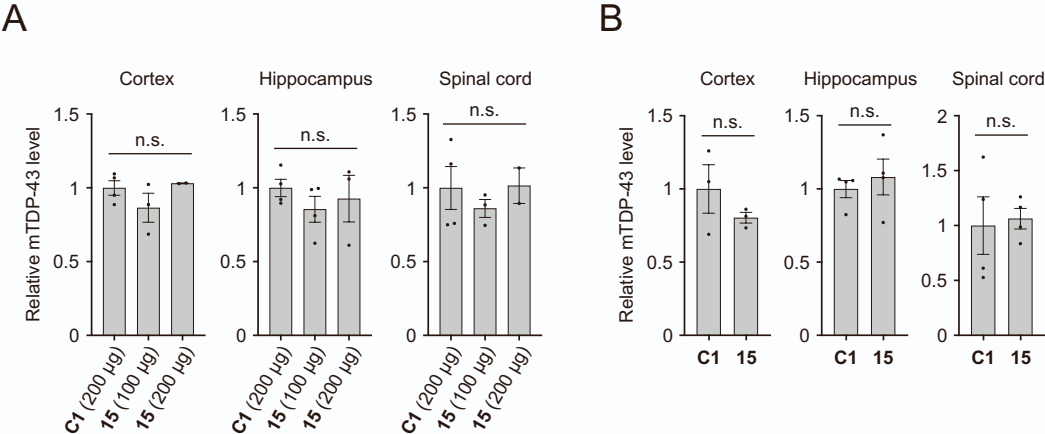 A
B
Cortex
Hippocampus
Spinal cord
Relative mTDP-43 level
1.5
1
0.5
0
n.s.
C1 (200 µg)
15 (100 µg)
15 (200 µg)
1.5
1
0.5
0
n.s.
C1 (200 µg)
15 (100 µg)
15 (200 µg)
1.5
1
0.5
0
n.s.
C1 (200 µg)
15 (100 µg)
15 (200 µg)
Cortex
Hippocampus
Spinal cord
Relative mTDP-43 level
1.5
1
0.5
0
n.s.
C1
15
1.5
1
0.5
0
n.s.
C1
15
2
1.5
1
0.5
0
n.s.
C1
15